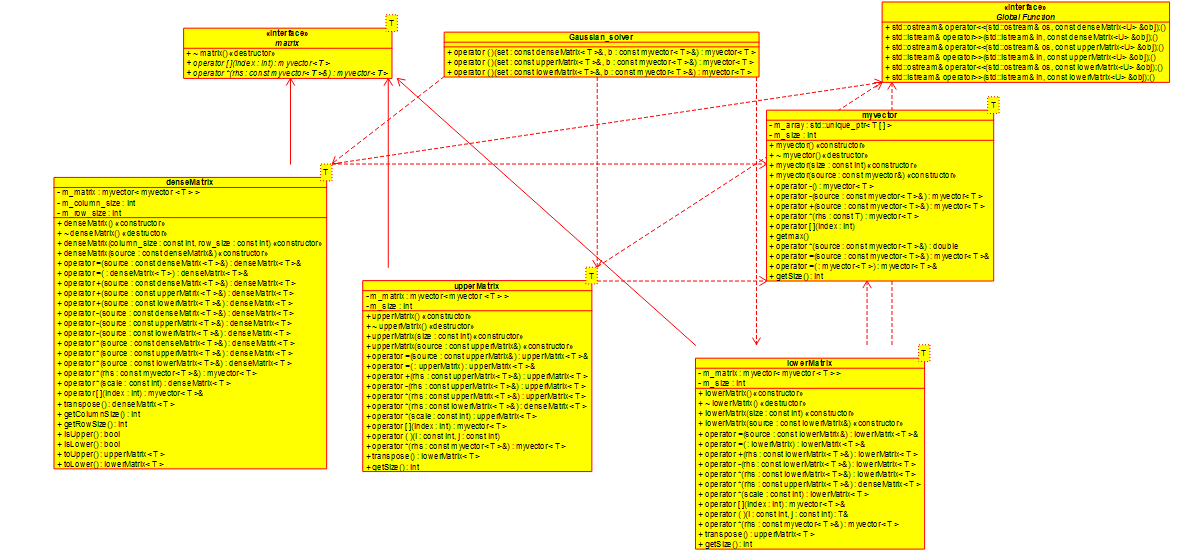 «interface»
matrix
T
+ ~ matrix() «destructor»
+ operator [ ](index : int) : myvector< T >
+ operator *(rhs : const myvector< T >&) : myvector< T >
Gaussian_solver
+ operator ( )(set : const denseMatrix< T >&, b : const myvector< T >&) : myvector< T >
+ operator ( )(set : const upperMatrix< T >&, b : const myvector< T >&) : myvector< T >
+ operator ( )(set : const lowerMatrix< T >&, b : const myvector< T >&) : myvector< T >
«interface»
Global Function
+ std::ostream& operator<<(std::ostream& os, const denseMatrix<U> &obj);()
+ std::istream& operator>>(std::istream& in, const denseMatrix<U> &obj);()
+ std::ostream& operator<<(std::ostream& os, const upperMatrix<U> &obj);()
+ std::istream& operator>>(std::istream& in, const upperMatrix<U> &obj);()
+ std::ostream& operator<<(std::ostream& os, const lowerMatrix<U> &obj);()
+ std::istream& operator>>(std::istream& in, const lowerMatrix<U> &obj);()
T
myvector
- m_array : std::unique_ptr< T [ ] >
- m_size : int
+ myvector() «constructor»
+ ~ myvector() «destructor»
+ myvector(size : const int) «constructor»
+ myvector(source : const myvector&) «constructor»
+ operator -() : myvector< T >
+ operator -(source : const myvector< T >&) : myvector< T >
+ operator +(source : const myvector< T >&) : myvector< T >
+ operator *(rhs : const T) : myvector< T >
+ operator [ ](index : int)
+ getmax()
+ operator *(source : const myvector< T >&) : double
+ operator =(source : const myvector< T >&) : myvector< T >&
+ operator =( : myvector< T >) : myvector< T >&
+ getSize() : int
T
denseMatrix
- m_matrix : myvector< myvector < T > >
- m_column_size : int
- m_row_size : int
+ denseMatrix() «constructor»
+ ~ denseMatrix() «destructor»
+ denseMatrix(column_size : const int, row_size : const int) «constructor»
+ denseMatrix(source : const denseMatrix&) «constructor»
+ operator =(source : const denseMatrix< T >&) : denseMatrix< T >&
+ operator =( : denseMatrix< T >) : denseMatrix< T >&
+ operator +(source : const denseMatrix< T >&) : denseMatrix< T >
+ operator +(source : const upperMatrix< T >&) : denseMatrix< T >
+ operator +(source : const lowerMatrix< T >&) : denseMatrix< T >
+ operator -(source : const denseMatrix< T >&) : denseMatrix< T >
+ operator -(source : const upperMatrix< T >&) : denseMatrix< T >
+ operator -(source : const lowerMatrix< T >&) : denseMatrix< T >
+ operator *(source : const denseMatrix< T >&) : denseMatrix< T >
+ operator *(source : const upperMatrix< T >&) : denseMatrix< T >
+ operator *(source : const lowerMatrix< T >&) : denseMatrix< T >
+ operator *(rhs : const myvector< T >&) : myvector< T >
+ operator *(scale : const int) : denseMatrix< T >
+ operator [ ](index : int) : myvector< T >&
+ transpose() : denseMatrix< T >
+ getColumnSize() : int
+ getRowSize() : int
+ isUpper() : bool
+ isLower() : bool
+ toUpper() : upperMatrix< T >
+ toLower() : lowerMatrix< T >
T
upperMatrix
- m_matrix : myvector< myvector < T > >
- m_size : int
+ upperMatrix() «constructor»
+ ~ upperMatrix() «destructor»
+ upperMatrix(size : const int) «constructor»
+ upperMatrix(source : const upperMatrix&) «constructor»
+ operator =(source : const upperMatrix&) : upperMatrix< T >&
+ operator =( : upperMatrix) : upperMatrix< T >&
+ operator +(rhs : const upperMatrix< T >&) : upperMatrix< T >
+ operator -(rhs : const upperMatrix< T >&) : upperMatrix< T >
+ operator *(rhs : const upperMatrix< T >&) : upperMatrix< T >
+ operator *(rhs : const lowerMatrix< T >&) : denseMatrix< T >
+ operator *(scale : const int) : upperMatrix< T >
+ operator [ ](index : int) : myvector< T >
+ operator ( )(i : const int, j : const int)
+ operator *(rhs : const myvector< T >&) : myvector< T >
+ transpose() : lowerMatrix< T >
+ getSize() : int
T
lowerMatrix
- m_matrix : myvector< myvector < T > >
- m_size : int
+ lowerMatrix() «constructor»
+ ~ lowerMatrix() «destructor»
+ lowerMatrix(size : const int) «constructor»
+ lowerMatrix(source : const lowerMatrix&) «constructor»
+ operator =(source : const lowerMatrix&) : lowerMatrix< T >&
+ operator =( : lowerMatrix) : lowerMatrix< T >&
+ operator +(rhs : const lowerMatrix< T >&) : lowerMatrix< T >
+ operator -(rhs : const lowerMatrix< T >&) : lowerMatrix< T >
+ operator *(rhs : const lowerMatrix< T >&) : lowerMatrix< T >
+ operator *(rhs : const upperMatrix< T >&) : denseMatrix< T >
+ operator *(scale : const int) : lowerMatrix< T >
+ operator [ ](index : int) : myvector< T >&
+ operator ( )(i : const int, j : const int) : T&
+ operator *(rhs : const myvector< T >&) : myvector< T >
+ transpose() : upperMatrix< T >
+ getSize() : int